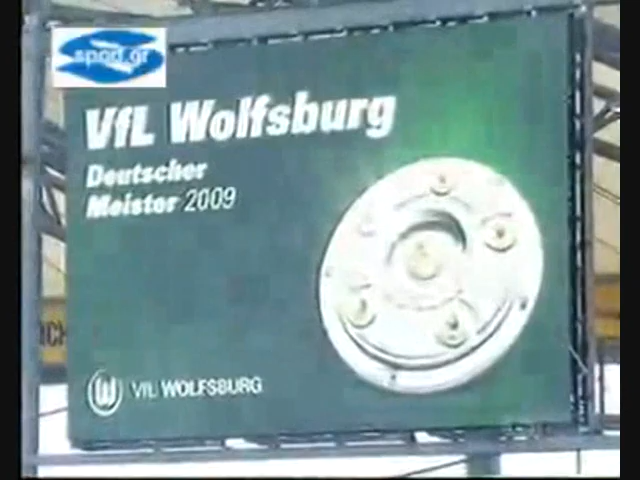 sport.gr
VfL Wolfsburg
Deutscher
Meister 2009
VfL WOLFSBURG